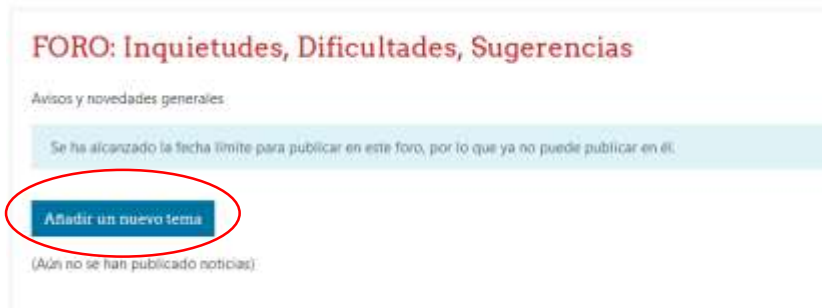 FORO: Inquietudes, Dificultades, Sugerencias
Avisos y novedades generales
Se ha alcanzado la fecha límite para publicar en este foro, por lo que ya no puede publicar en él.
Añadir un nuevo tema
(Aún no se han publicado noticias)